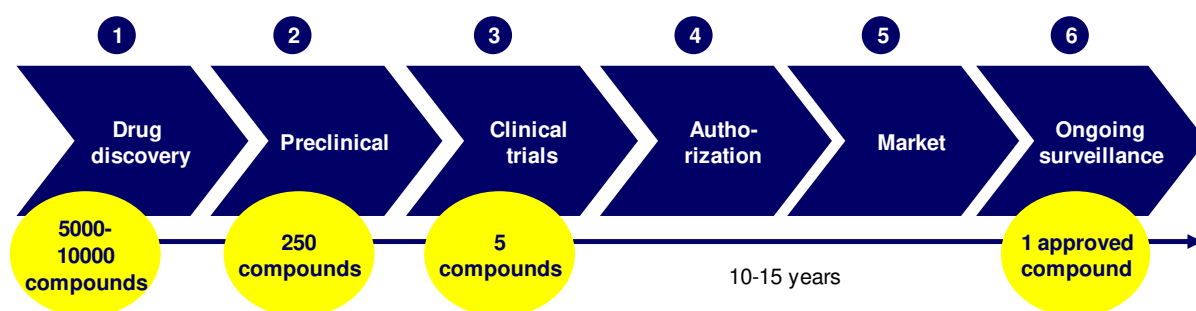 1
2
3
4
5
6
Drug
discovery
Preclinical
Clinical
trials
Autho-
rization
Market
Ongoing
surveillance
5000-
10000
compounds
250
compounds
5
compounds
10-15 years
1 approved
compound